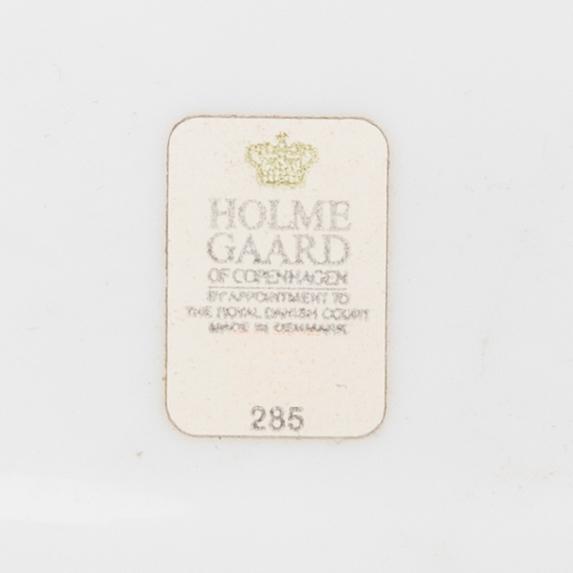 HOLME
GAARD
OF COPENHAGEN
BY APPOINTMENT TO
THE ROYAL DANISH COURT
MADE IN DENMARK
285